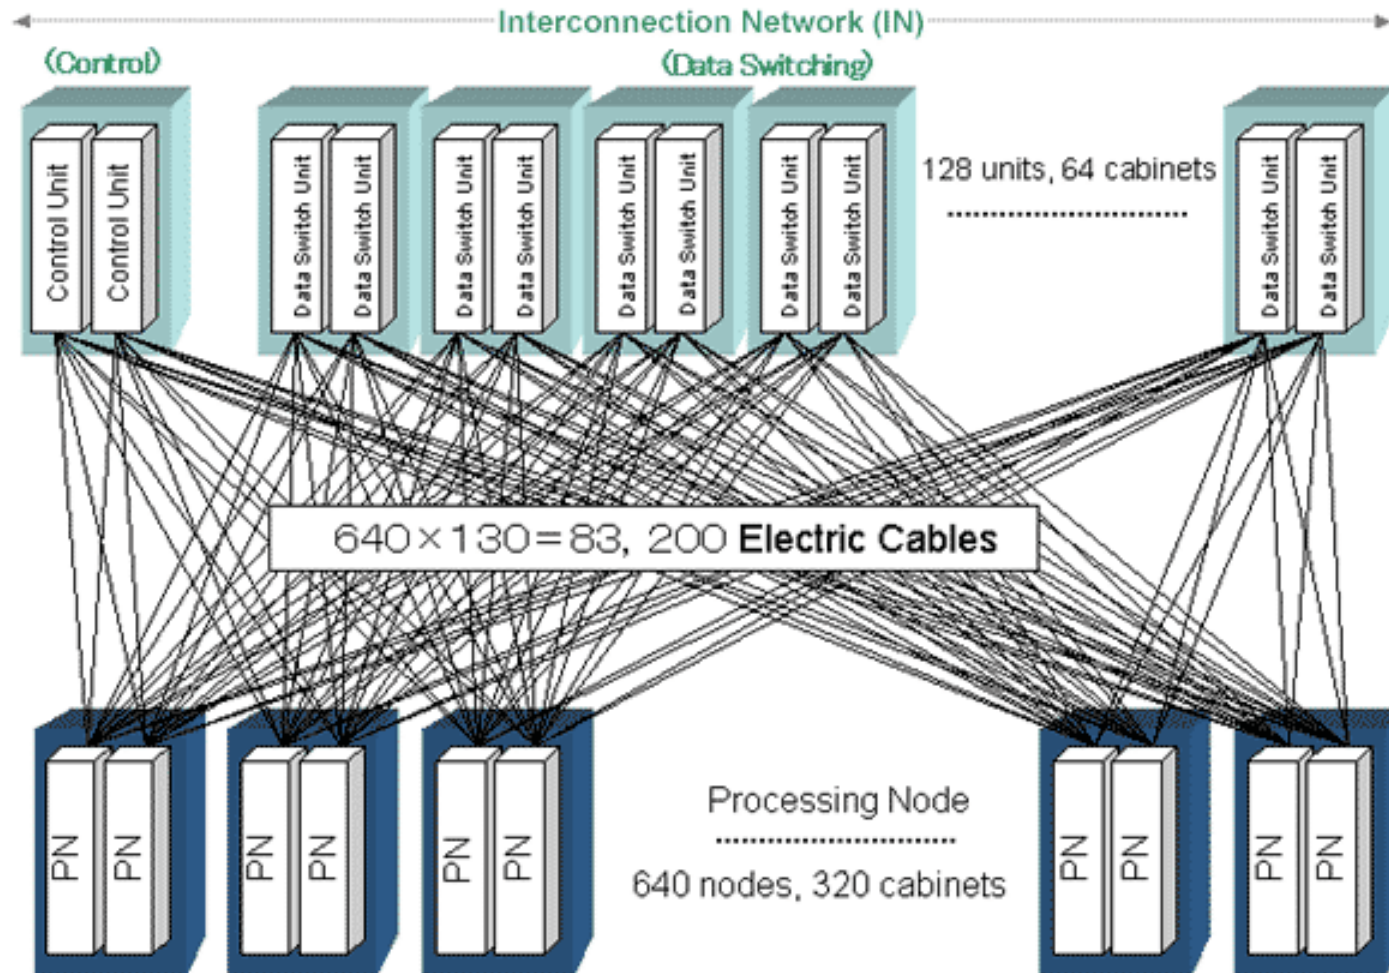 Interconnection Network (IN)
(Control)
(Data Switching)
Control Unit
Control Unit
Data Switch Unit
Data Switch Unit
Data Switch Unit
Data Switch Unit
Data Switch Unit
Data Switch Unit
Data Switch Unit
Data Switch Unit
128 units, 64 cabinets
Data Switch Unit
Data Switch Unit
640×130=83, 200 Electric Cables
PN
PN
PN
PN
PN
PN
Processing Node
640 nodes, 320 cabinets
PN
PN
PN
PN